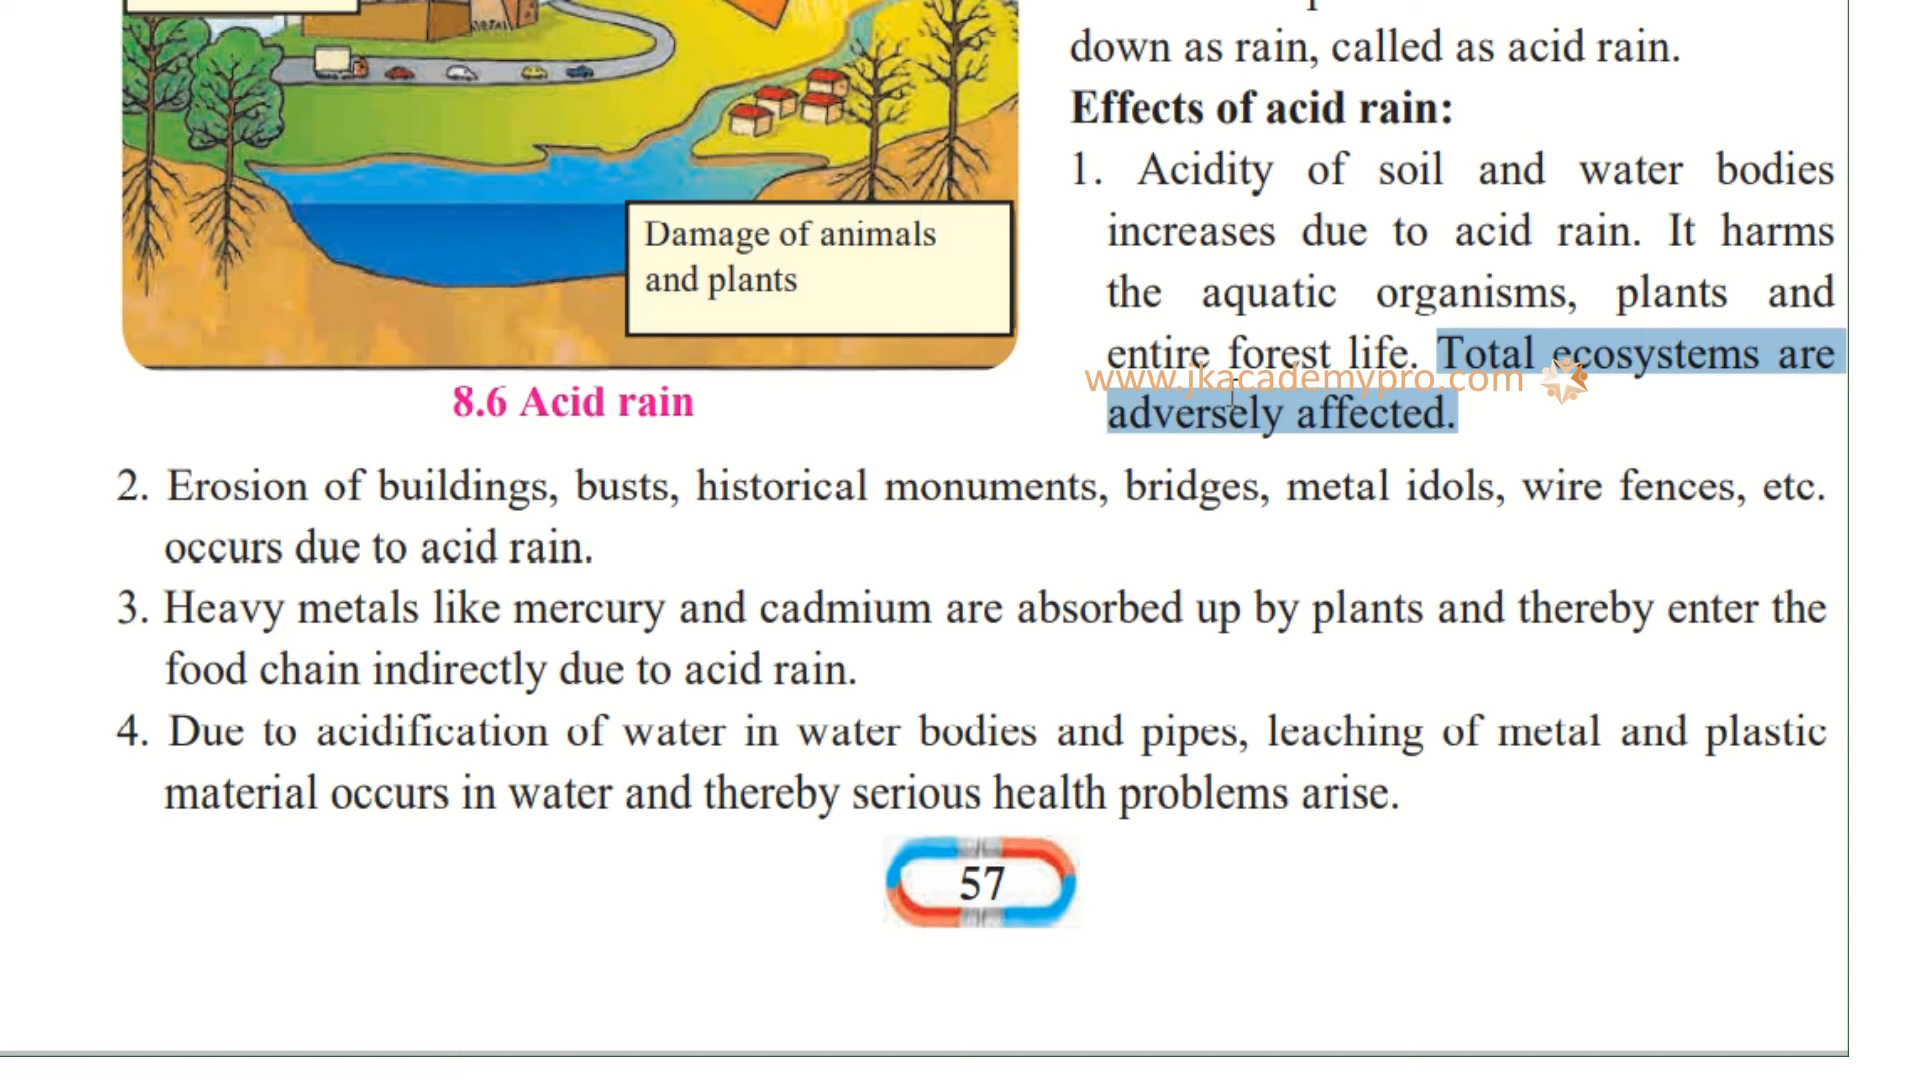 down as rain, called as acid rain.
Effects of acid rain:
1. Acidity of soil and water bodies
increases due to acid rain. It harms
the aquatic organisms, plants and
entire forest life. Total ecosystems are
www.jkacademypro.com
adversely affected.
Damage of animals
and plants
8.6 Acid rain
2. Erosion of buildings, busts, historical monuments, bridges, metal idols, wire fences, etc.
occurs due to acid rain.
3. Heavy metals like mercury and cadmium are absorbed up by plants and thereby enter the
food chain indirectly due to acid rain.
4. Due to acidification of water in water bodies and pipes, leaching of metal and plastic
material occurs in water and thereby serious health problems arise.
57